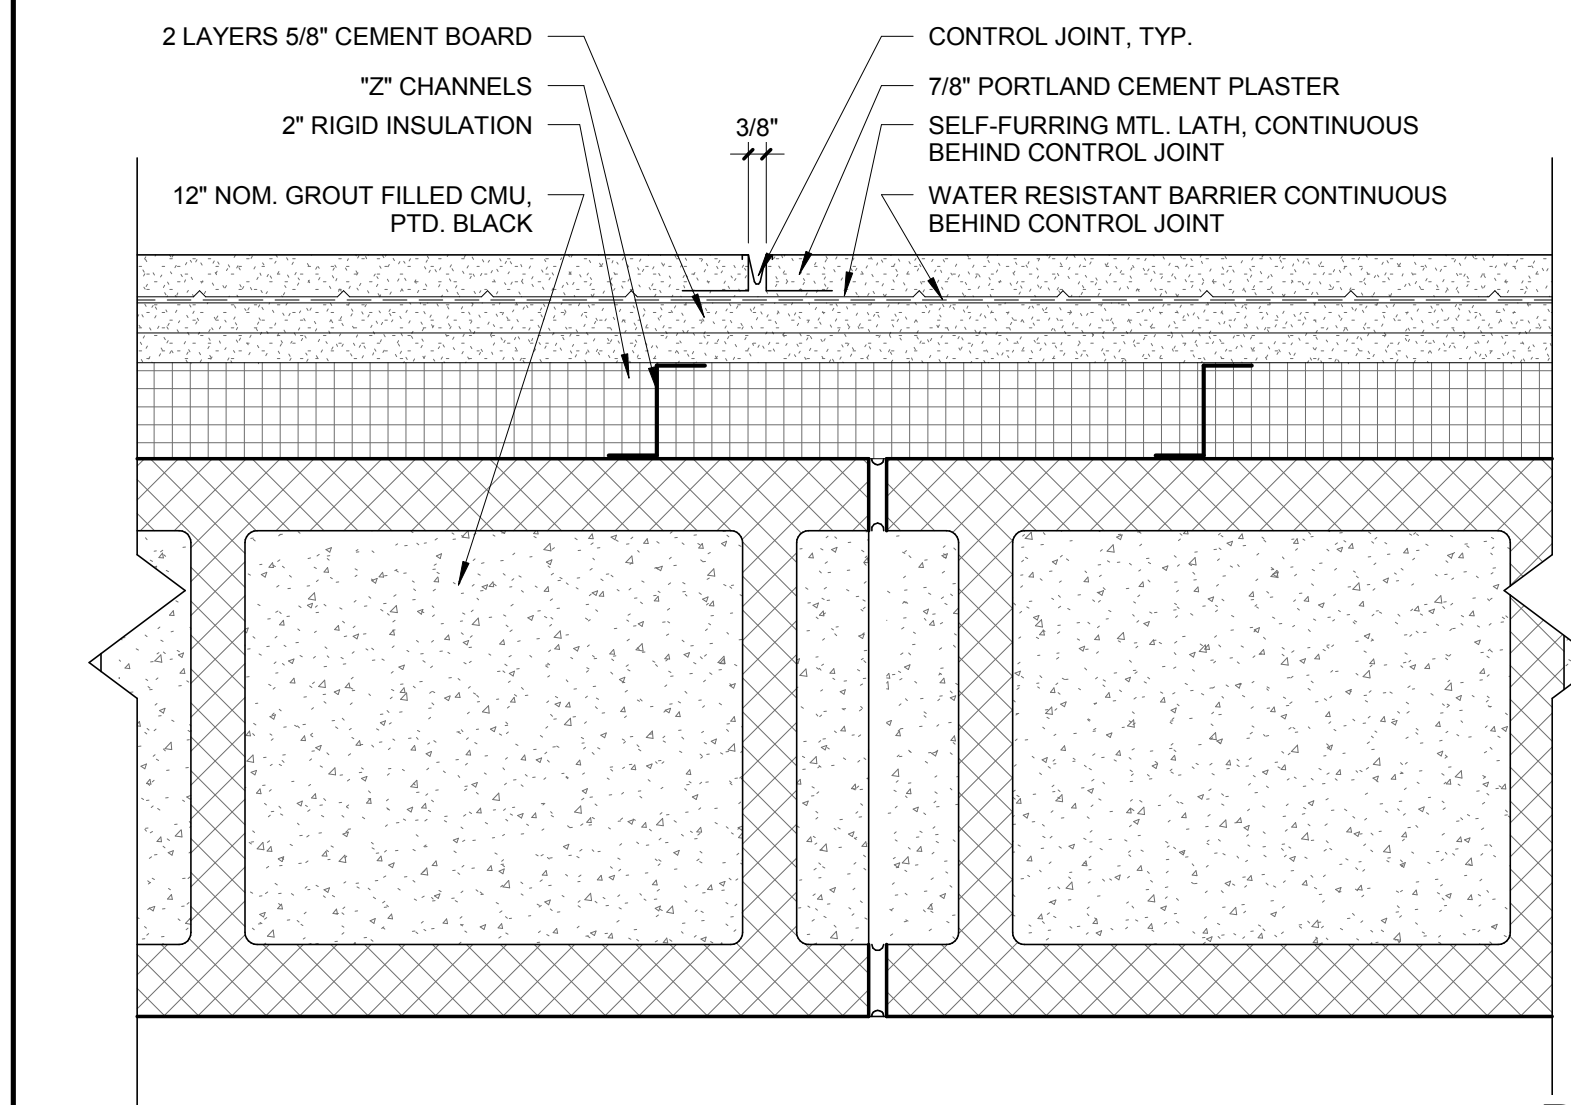 2 LAYERS 5/8" CEMENT BOARD
"Z" CHANNELS
2" RIGID INSULATION
12" NOM. GROUT FILLED CMU,
PTD. BLACK
3/8"
CONTROL JOINT, TYP.
7/8" PORTLAND CEMENT PLASTER
SELF-FURRING MTL. LATH, CONTINUOUS
BEHIND CONTROL JOINT
WATER RESISTANT BARRIER CONTINUOUS
BEHIND CONTROL JOINT